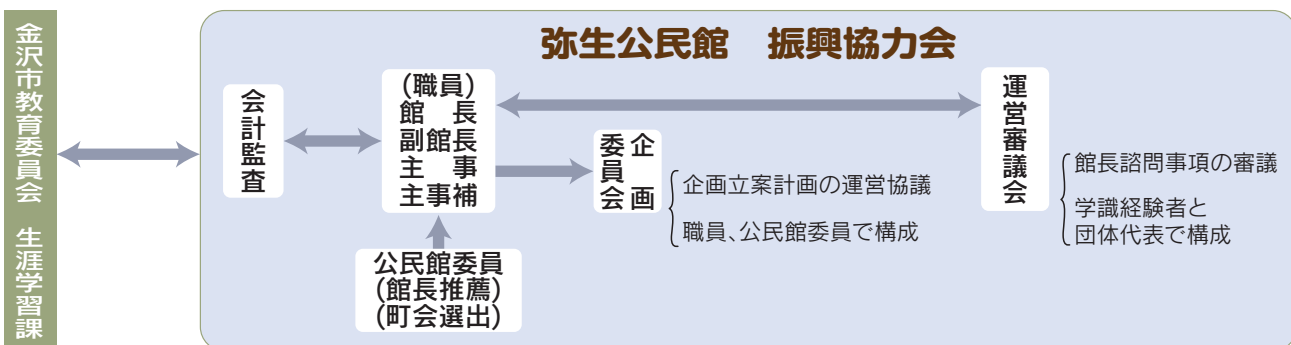 金沢市教育委員会　生涯学習課
弥生公民館　振興協力会
会計監査
(職員)
館　長
副館長
主　事
主事補
公民館委員
(館長推薦)
(町会選出)
企画
委員会
企画立案計画の運営協議
職員、公民館委員で構成
運営審議会
館長諮問事項の審議
学識経験者と
団体代表で構成